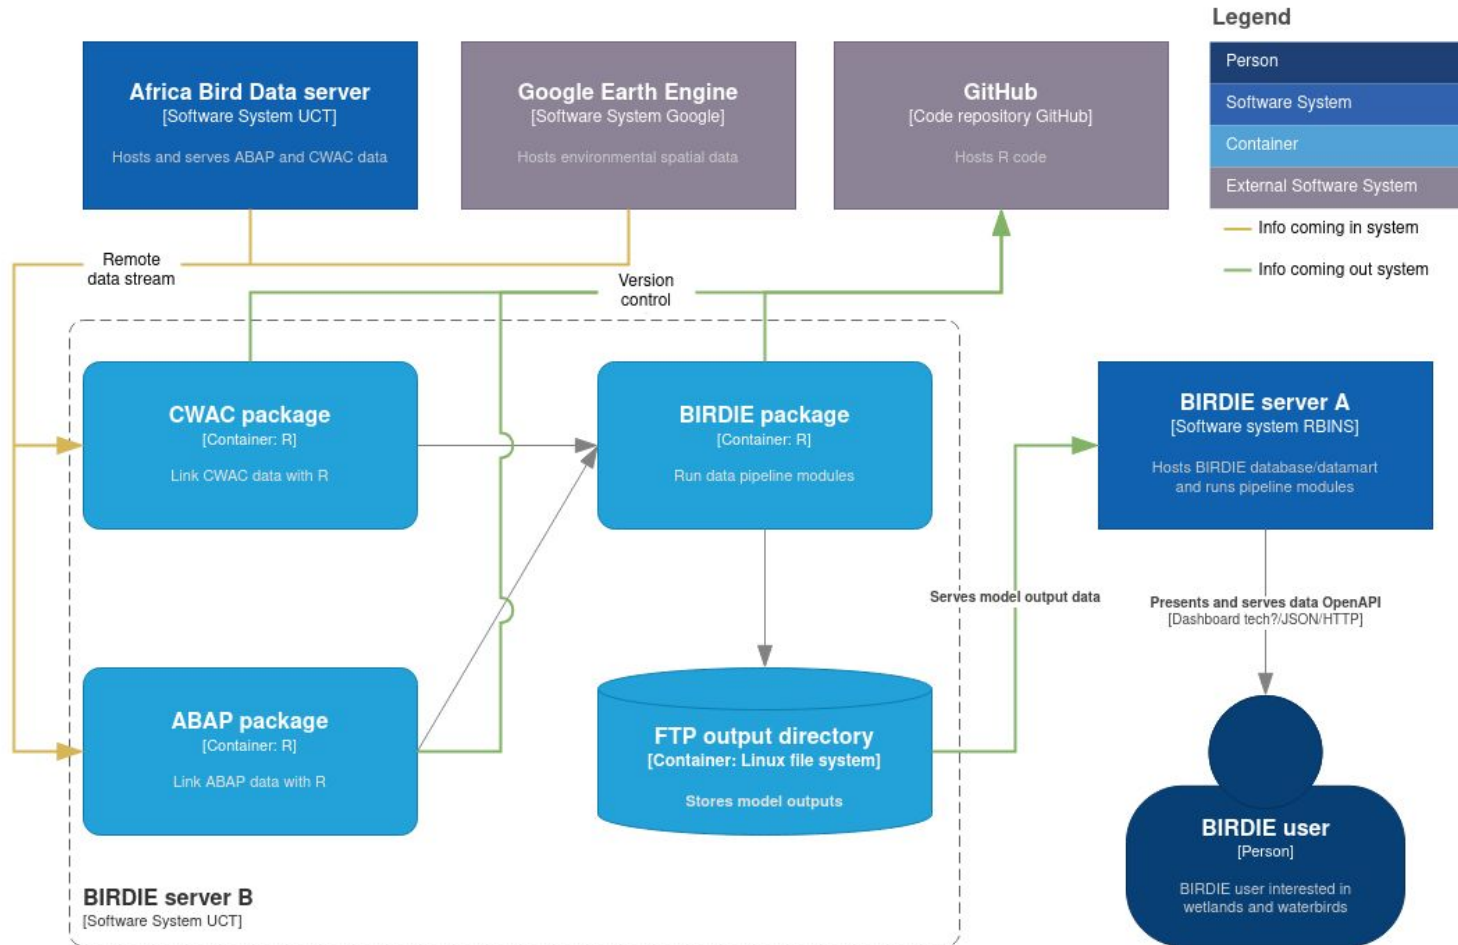 Legend
Person
Software System
Container
External Software System
Info coming in system
Info coming out system
Africa Bird Data server
[Software System UCT]
Hosts and serves ABAP and CWAC data
Google Earth Engine
[Software System Google]
Hosts environmental spatial data
GitHub
[Code repository GitHub]
Hosts R code
Remote
data stream
Version
control
CWAC package
[Container: R]
Link CWAC data with R
BIRDIE package
[Container: R]
Run data pipeline modules
BIRDIE server A
[Software system RBINS]
Hosts BIRDIE database/datamart
and runs pipeline modules
Serves model output data
Presents and serves data OpenAPI
[Dashboard tech?/JSON/HTTP]
ABAP package
[Container: R]
Link ABAP data with R
FTP output directory
[Container: Linux file system]
Stores model outputs
BIRDIE user
[Person]
BIRDIE user interested in
wetlands and waterbirds
BIRDIE server B
[Software System UCT]